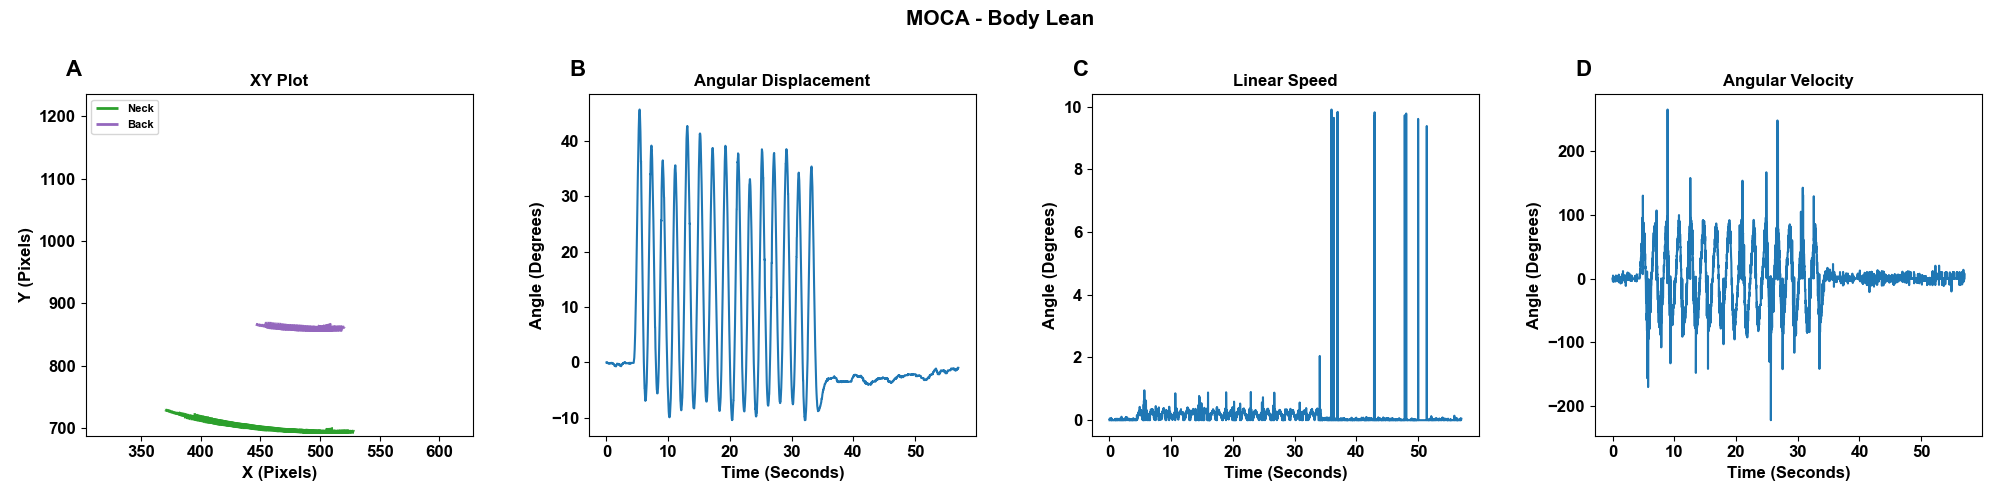 MOCA - Body Lean
A
XY Plot
Neck
Back
1200
1100
1000
900
800
700
350
400
450
500
550
600
Y (Pixels)
X (Pixels)
B
Angular Displacement
40
30
20
10
0
−10
0
10
20
30
40
50
Angle (Degrees)
Time (Seconds)
C
Linear Speed
10
8
6
4
2
0
0
10
20
30
40
50
Angle (Degrees)
Time (Seconds)
D
Angular Velocity
200
100
0
−100
−200
0
10
20
30
40
50
Angle (Degrees)
Time (Seconds)